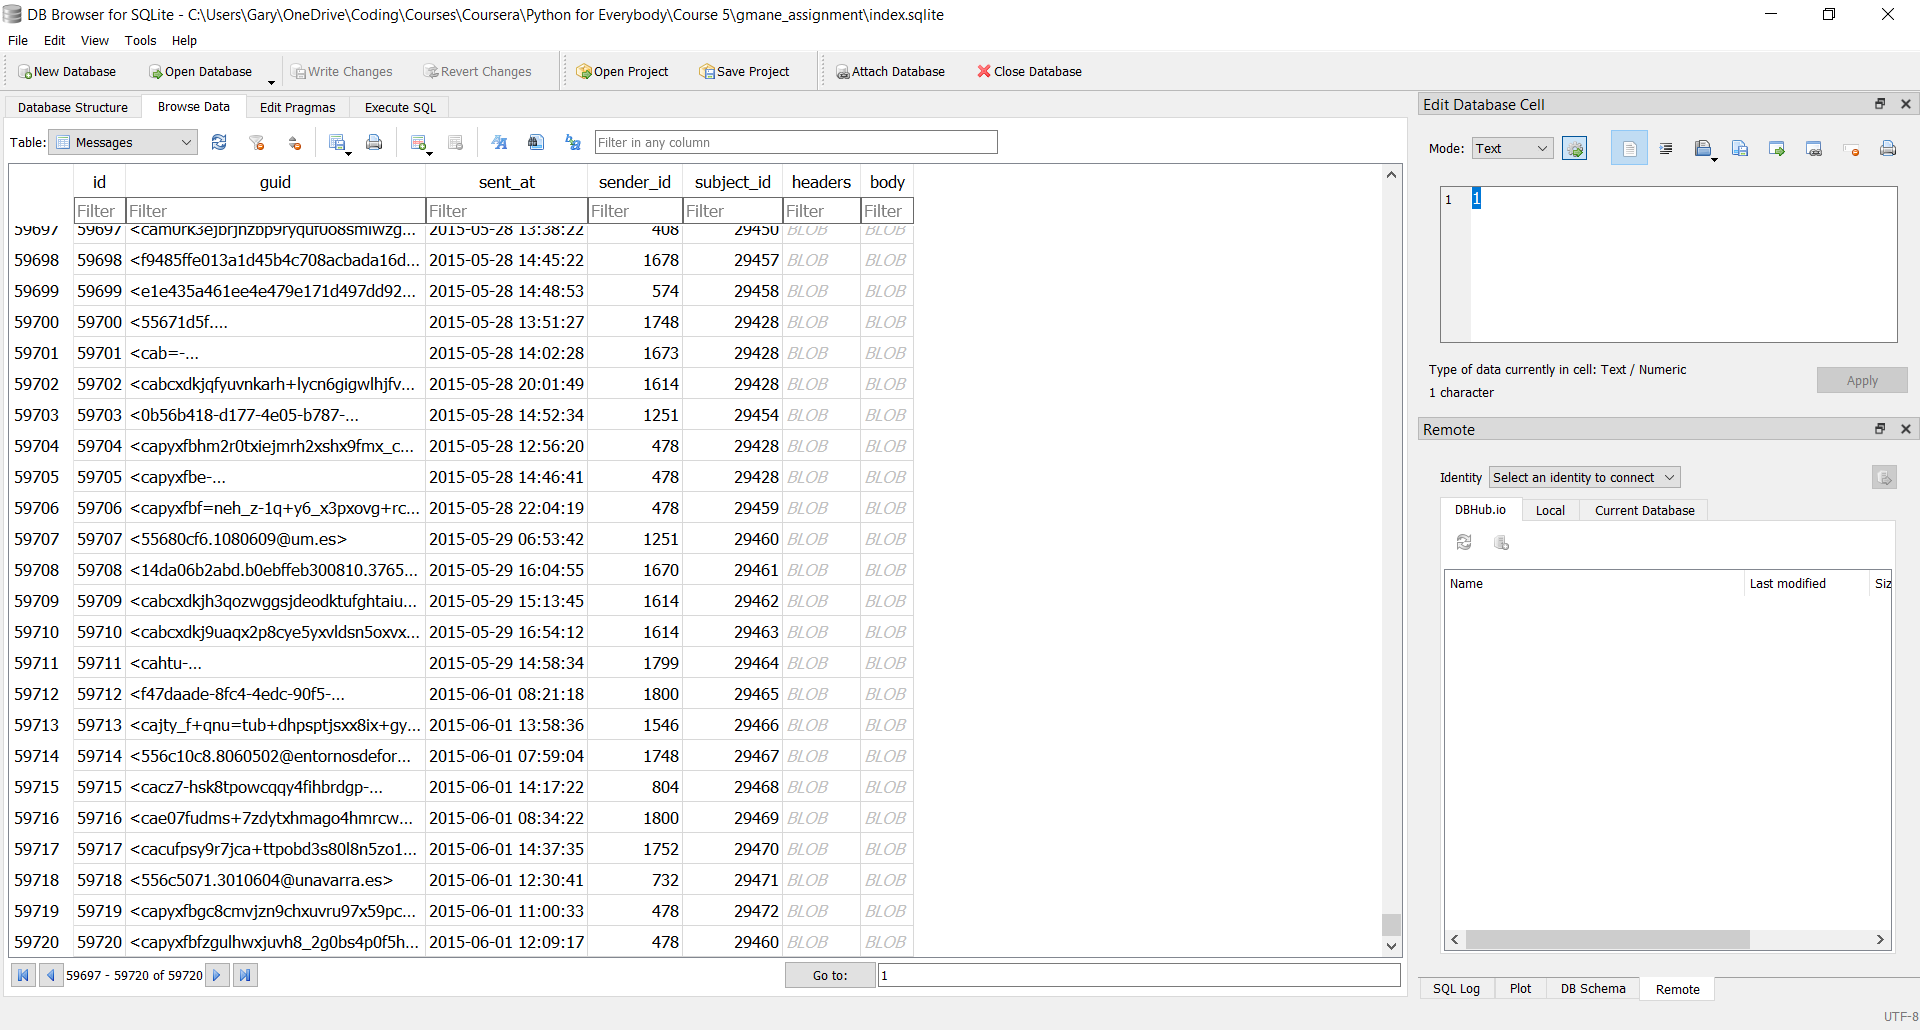 DB Browser for SQLite - C:\Users\Gary\OneDrive\Coding\Courses\Coursera\Python for Everybody\Course 5\gmane_assignment\index.sqlite
File Edit View Tools Help
New Database Open Database Write Changes Revert Changes Open Project Save Project Attach Database Close Database
Database Structure Browse Data Edit Pragmas Execute SQL
Table: Messages Filter in any column
id guid sent_at sender_id subject_id headers body
Filter Filter Filter Filter Filter Filter Filter
59697 59697 2015-05-28 13:38:22 408 29450 BLOB BLOB
59698 59698 <f9485ffe013a1d45b4c708acbada16d... 2015-05-28 14:45:22 1678 29457 BLOB BLOB
59699 59699 <e1e435a461ee4e479e171d497dd92... 2015-05-28 14:48:53 574 29458 BLOB BLOB
59700 59700 <55671d5f.... 2015-05-28 13:51:27 1748 29428 BLOB BLOB
59701 59701 <cab=-... 2015-05-28 14:02:28 1673 29428 BLOB BLOB
59702 59702 <cabcxdkjqfyuvnkarh+lycn6gigwlhjfv... 2015-05-28 20:01:49 1614 29428 BLOB BLOB
59703 59703 <0b56b418-d177-4e05-b787-... 2015-05-28 14:52:34 1251 29454 BLOB BLOB
59704 59704 <capyxfbhm2r0txiejmrh2xshx9fmx_c... 2015-05-28 12:56:20 478 29428 BLOB BLOB
59705 59705 <capyxfbe-... 2015-05-28 14:46:41 478 29428 BLOB BLOB
59706 59706 <capyxfbf=neh_z-1q+y6_x3pxovg+rc... 2015-05-28 22:04:19 478 29459 BLOB BLOB
59707 59707 <55680cf6.1080609@um.es> 2015-05-29 06:53:42 1251 29460 BLOB BLOB
59708 59708 <14da06b2abd.b0ebffeb300810.3765... 2015-05-29 16:04:55 1670 29461 BLOB BLOB
59709 59709 <cabcxdkjh3qozwggsjdeodktufghtaiu... 2015-05-29 15:13:45 1614 29462 BLOB BLOB
59710 59710 <cabcxdkj9uaqx2p8cye5yxvldsn5oxvx... 2015-05-29 16:54:12 1614 29463 BLOB BLOB
59711 59711 <cahtu-... 2015-05-29 14:58:34 1799 29464 BLOB BLOB
59712 59712 <f47daade-8fc4-4edc-90f5-... 2015-06-01 08:21:18 1800 29465 BLOB BLOB
59713 59713 <cajty_f+qnu=tub+dhpsptjsxx8ix+gy... 2015-06-01 13:58:36 1546 29466 BLOB BLOB
59714 59714 <556c10c8.8060502@entornosdefor... 2015-06-01 07:59:04 1748 29467 BLOB BLOB
59715 59715 <cacz7-hsk8tpowcqqy4fihbrdgp-... 2015-06-01 14:17:22 804 29468 BLOB BLOB
59716 59716 <cae07fudms+7zdytxhmago4hmrcw... 2015-06-01 08:34:22 1800 29469 BLOB BLOB
59717 59717 <cacufpsy9r7jca+ttpobd3s80l8n5zo1... 2015-06-01 14:37:35 1752 29470 BLOB BLOB
59718 59718 <556c5071.3010604@unavarra.es> 2015-06-01 12:30:41 732 29471 BLOB BLOB
59719 59719 <capyxfbgc8cmvjzn9chxuvru97x59pc... 2015-06-01 11:00:33 478 29472 BLOB BLOB
59720 59720 <capyxfbfzgulhwxjuvh8_2g0bs4p0f5h... 2015-06-01 12:09:17 478 29460 BLOB BLOB
59697 - 59720 of 59720 Go to: 1
Edit Database Cell
Mode: Text
1 1
Type of data currently in cell: Text / Numeric
1 character
Apply
Remote
Identity Select an identity to connect
DBHub.io Local Current Database
Name Last modified Siz
SQL Log Plot DB Schema Remote
UTF-8